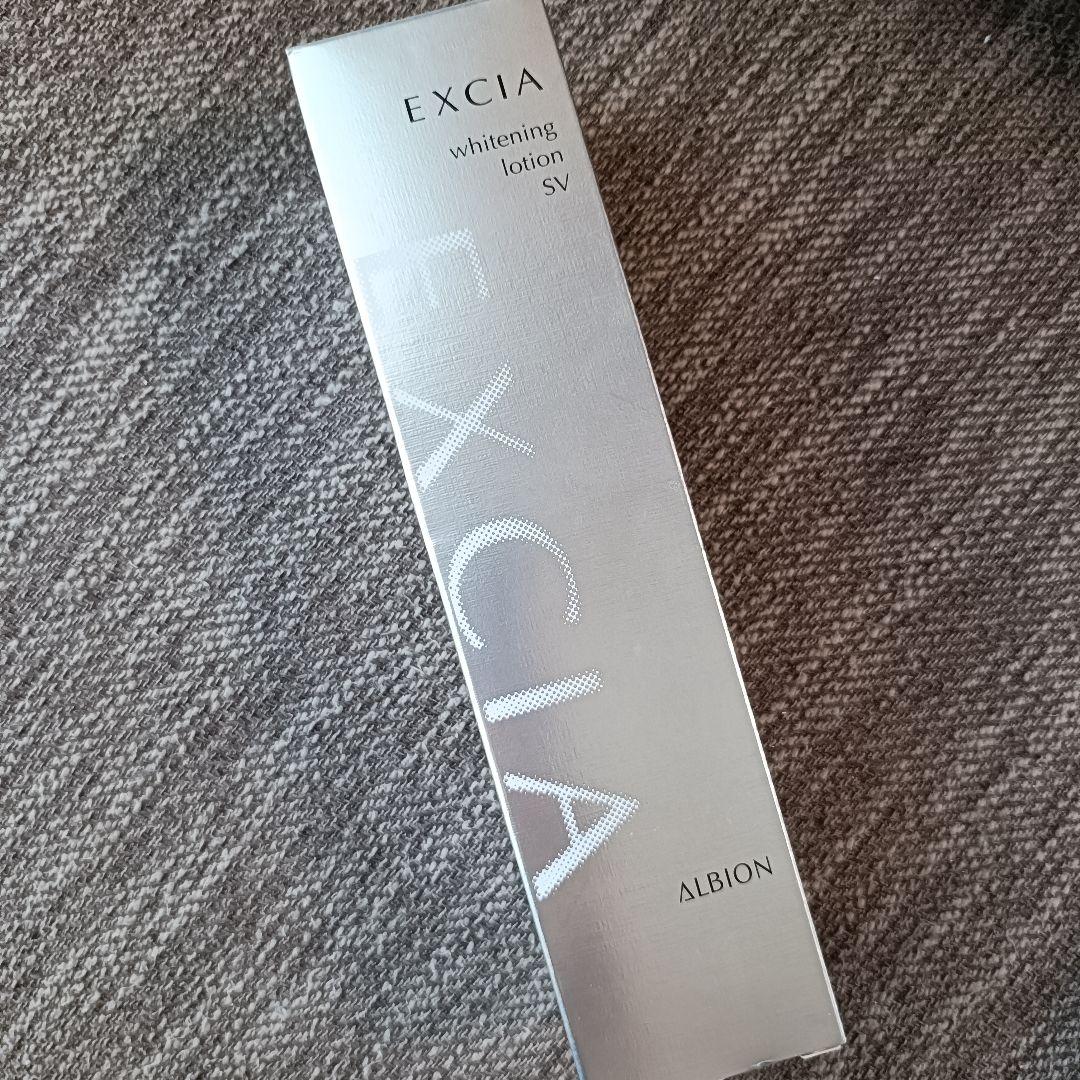 EXCIA
whitening
lotion
SV
EXCIA
ALBION